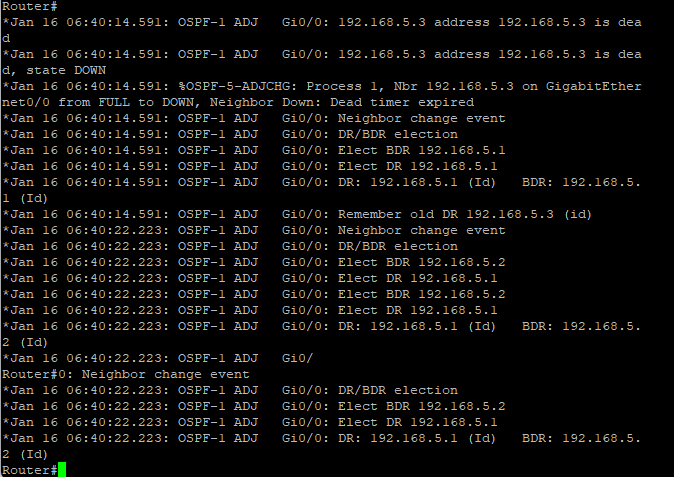 Router#
*Jan 16 06:40:14.591: OSPF-1 ADJ   Gi0/0: 192.168.5.3 address 192.168.5.3 is dea
d
*Jan 16 06:40:14.591: OSPF-1 ADJ   Gi0/0: 192.168.5.3 address 192.168.5.3 is dea
d, state DOWN
*Jan 16 06:40:14.591: %OSPF-5-ADJCHG: Process 1, Nbr 192.168.5.3 on GigabitEther
net0/0 from FULL to DOWN, Neighbor Down: Dead timer expired
*Jan 16 06:40:14.591: OSPF-1 ADJ   Gi0/0: Neighbor change event
*Jan 16 06:40:14.591: OSPF-1 ADJ   Gi0/0: DR/BDR election
*Jan 16 06:40:14.591: OSPF-1 ADJ   Gi0/0: Elect BDR 192.168.5.1
*Jan 16 06:40:14.591: OSPF-1 ADJ   Gi0/0: Elect DR 192.168.5.1
*Jan 16 06:40:14.591: OSPF-1 ADJ   Gi0/0: DR: 192.168.5.1 (Id)   BDR: 192.168.5.
1 (Id)
*Jan 16 06:40:14.591: OSPF-1 ADJ   Gi0/0: Remember old DR 192.168.5.3 (id)
*Jan 16 06:40:22.223: OSPF-1 ADJ   Gi0/0: Neighbor change event
*Jan 16 06:40:22.223: OSPF-1 ADJ   Gi0/0: DR/BDR election
*Jan 16 06:40:22.223: OSPF-1 ADJ   Gi0/0: Elect BDR 192.168.5.2
*Jan 16 06:40:22.223: OSPF-1 ADJ   Gi0/0: Elect DR 192.168.5.1
*Jan 16 06:40:22.223: OSPF-1 ADJ   Gi0/0: Elect BDR 192.168.5.2
*Jan 16 06:40:22.223: OSPF-1 ADJ   Gi0/0: Elect DR 192.168.5.1
*Jan 16 06:40:22.223: OSPF-1 ADJ   Gi0/0: DR: 192.168.5.1 (Id)   BDR: 192.168.5.
2 (Id)
*Jan 16 06:40:22.223: OSPF-1 ADJ   Gi0/
Router#0: Neighbor change event
*Jan 16 06:40:22.223: OSPF-1 ADJ   Gi0/0: DR/BDR election
*Jan 16 06:40:22.223: OSPF-1 ADJ   Gi0/0: Elect BDR 192.168.5.2
*Jan 16 06:40:22.223: OSPF-1 ADJ   Gi0/0: Elect DR 192.168.5.1
*Jan 16 06:40:22.223: OSPF-1 ADJ   Gi0/0: DR: 192.168.5.1 (Id)   BDR: 192.168.5.
2 (Id)
Router#